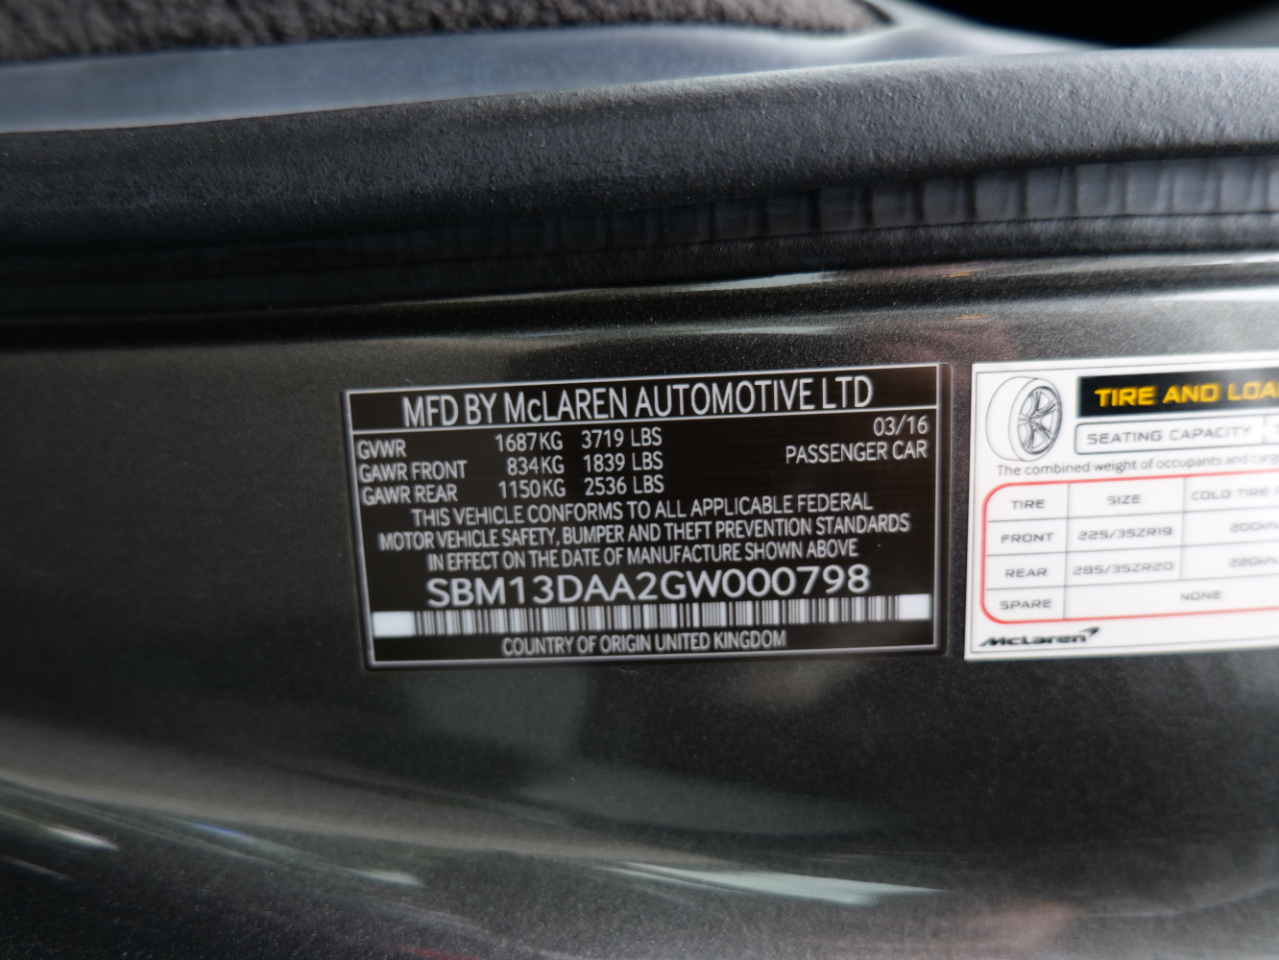 MFD BY McLAREN AUTOMOTIVE LTD
03/16
GVWR 1687KG 3719 LBS
PASSENGER CAR
GAWR FRONT 834KG 1839 LBS
GAWR REAR 1150KG 2536 LBS
THIS VEHICLE CONFORMS TO ALL APPLICABLE FEDERAL
MOTOR VEHICLE SAFETY, BUMPER AND THEFT PREVENTION STANDARDS
IN EFFECT ON THE DATE OF MANUFACTURE SHOWN ABOVE
SBM13DAA2GW000798
COUNTRY OF ORIGIN UNITED KINGDOM
TIRE AND
SEATING CAPACITY
The combined weight of occupants and
TIRE SIZE COLD TIRE
FRONT 225/35ZR19
REAR 285/35ZR20
SPARE NONE
McLaren